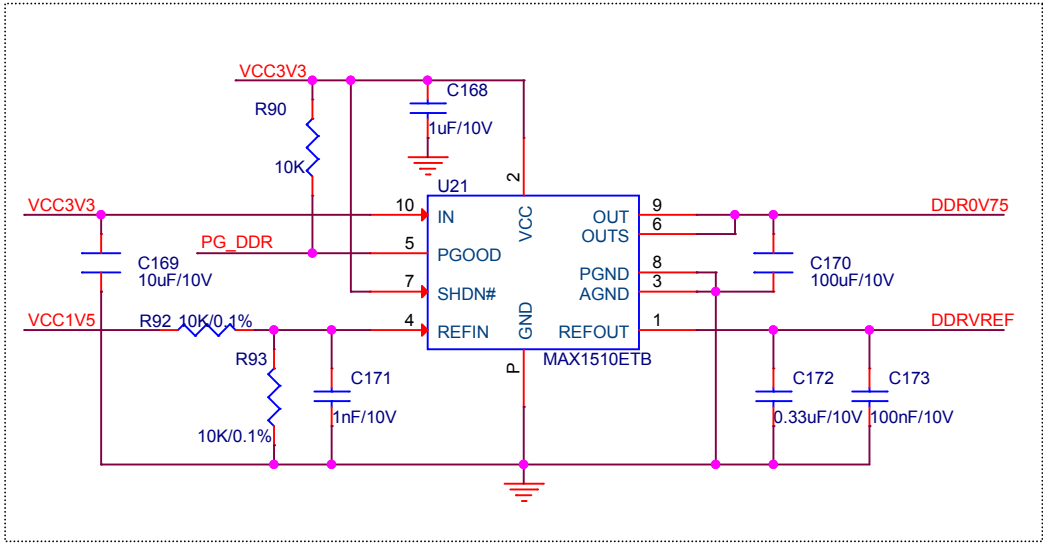 VCC3V3
C168
R90
1uF/10V
10K
2
U21
VCC3V3
10
IN
VCC
OUT
9
DDR0V75
OUTS
6
PG_DDR
5
PGOOD
C169
10uF/10V
PGND
8
C170
100uF/10V
7
SHDN#
AGND
3
VCC1V5
R92
10K/0.1%
4
REFIN
GND
REFOUT
1
DDRVREF
R93
P
MAX1510ETB
C171
C172
C173
1nF/10V
0.33uF/10V
100nF/10V
10K/0.1%